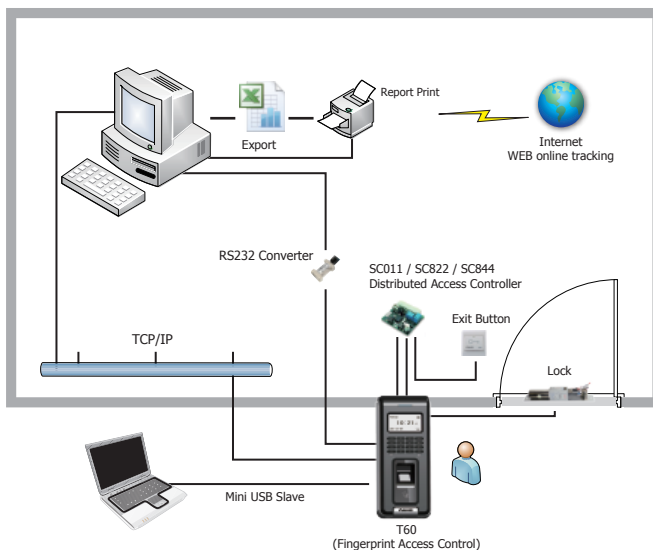 Report Print
Export
Internet
WEB online tracking
RS232 Converter
SC011 / SC822 / SC844
Distributed Access Controller
Exit Button
TCP/IP
Lock
Mini USB Slave
T60
(Fingerprint Access Control)